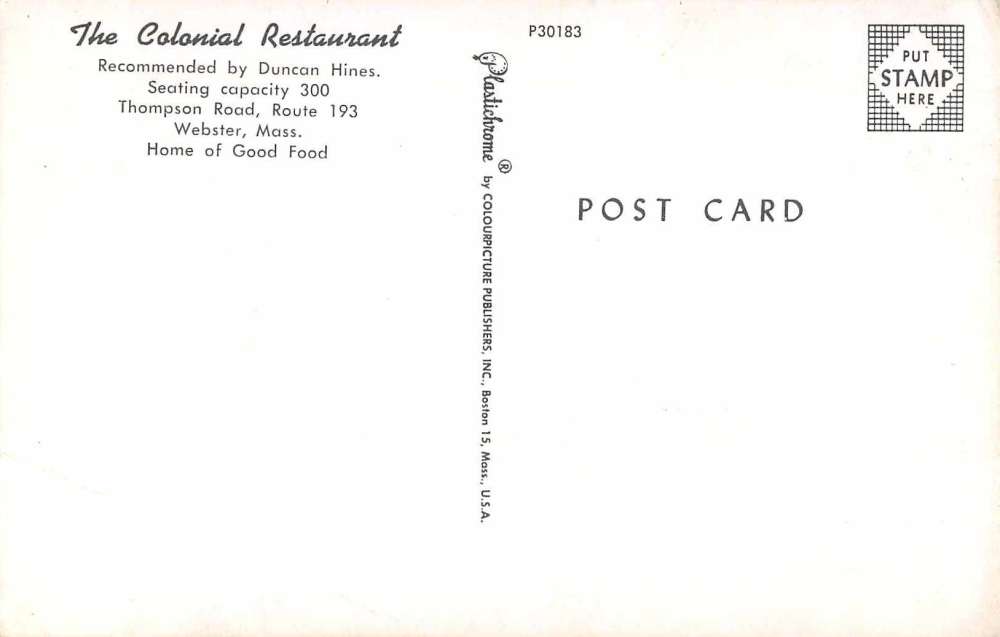 The Colonial Restaurant
Recommended by Duncan Hines.
Seating capacity 300
Thompson Road, Route 193
Webster, Mass.
Home of Good Food
Plastichrome ® by COLOURPICTURE PUBLISHERS, INC., Boston 15, Mass., U.S.A.
P30183
PUT
STAMP
HERE
POST CARD